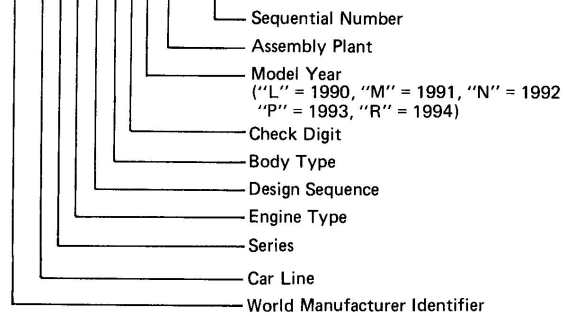 Sequential Number
Assembly Plant
Model Year
("L" = 1990, "M" = 1991, "N" = 1992
"P" = 1993, "R" = 1994)
Check Digit
Body Type
Design Sequence
Engine Type
Series
Car Line
World Manufacturer Identifier